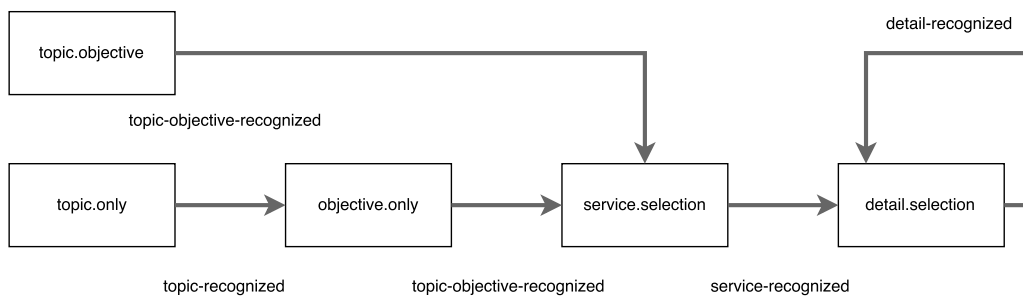 detail-recognized
topic.objective
topic-objective-recognized
topic.only
objective.only
service.selection
detail.selection
topic-recognized
topic-objective-recognized
service-recognized